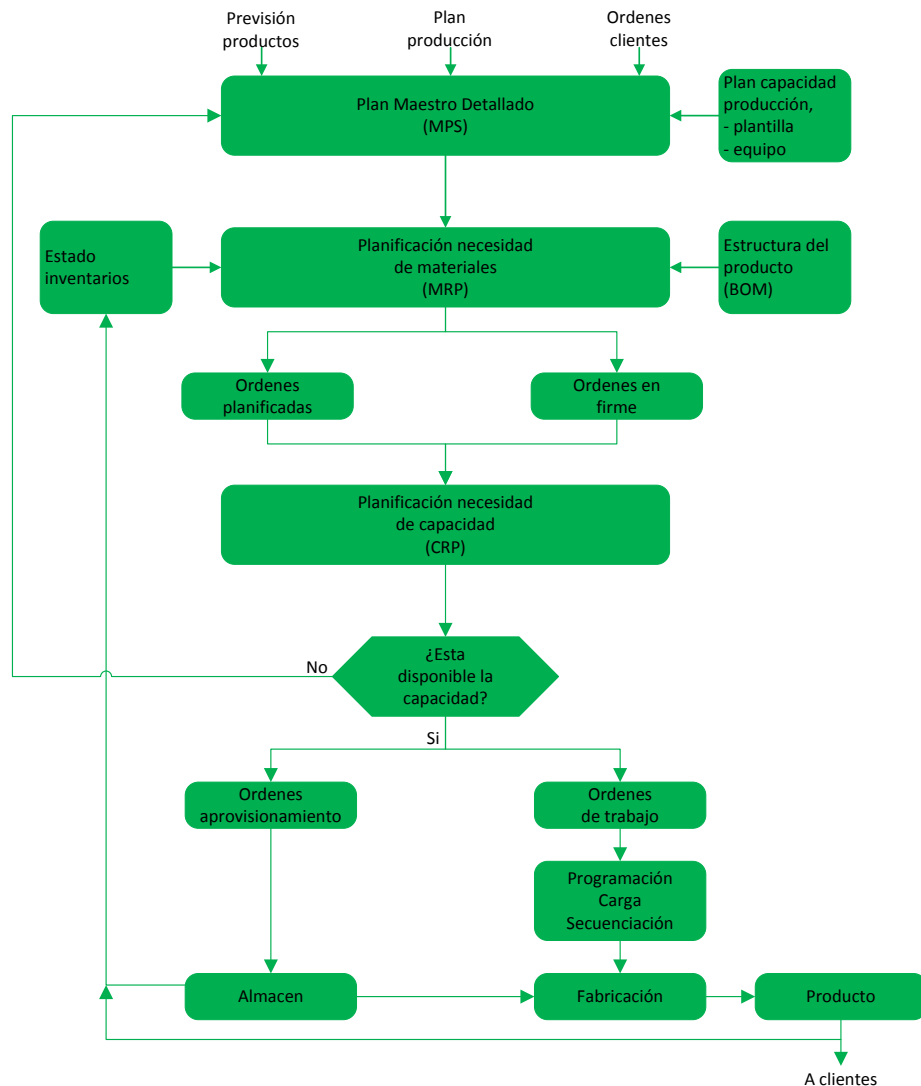 Previsión
productos
Plan
producción
Ordenes
clientes
Plan Maestro Detallado
(MPS)
Plan capacidad
producción,
- plantilla
- equipo
Estado
inventarios
Planificación necesidad
de materiales
(MRP)
Estructura del
producto
(BOM)
Ordenes
planificadas
Ordenes en
firme
Planificación necesidad
de capacidad
(CRP)
¿Esta
disponible la
capacidad?
No
Si
Ordenes
aprovisionamiento
Ordenes
de trabajo
Programación
Carga
Secuenciación
Almacen
Fabricación
Producto
A clientes